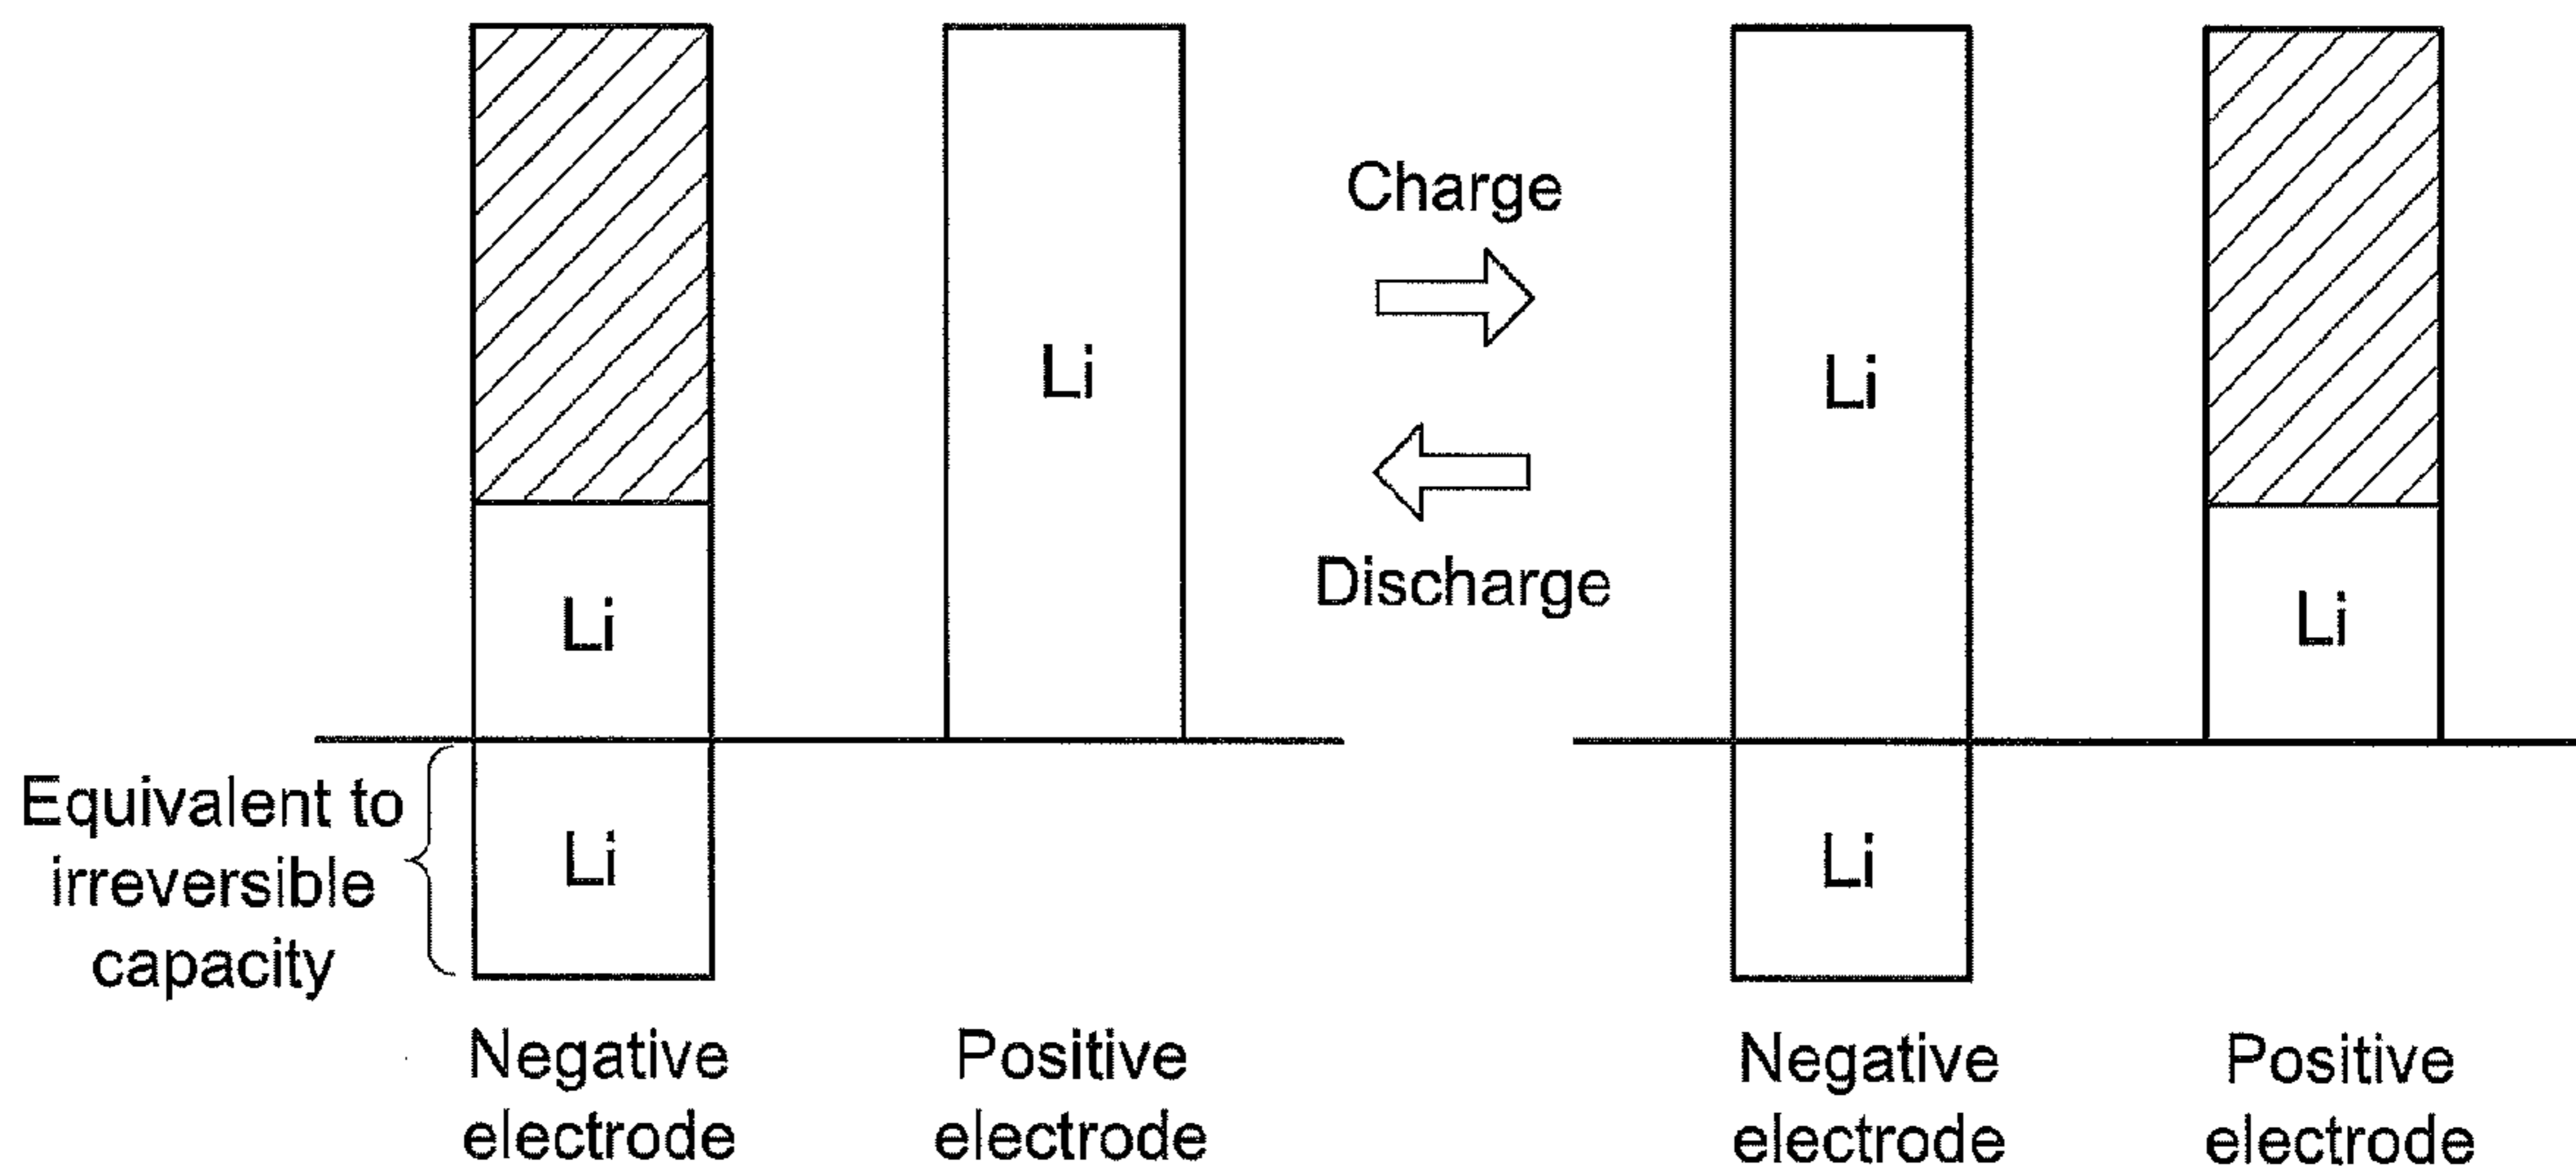 Li
Charge
Li
Discharge
Li
Li
Li
Equivalent to
irreversible
capacity
Li
Li
Negative
electrode
Positive
electrode
Negative
electrode
Positive
electrode